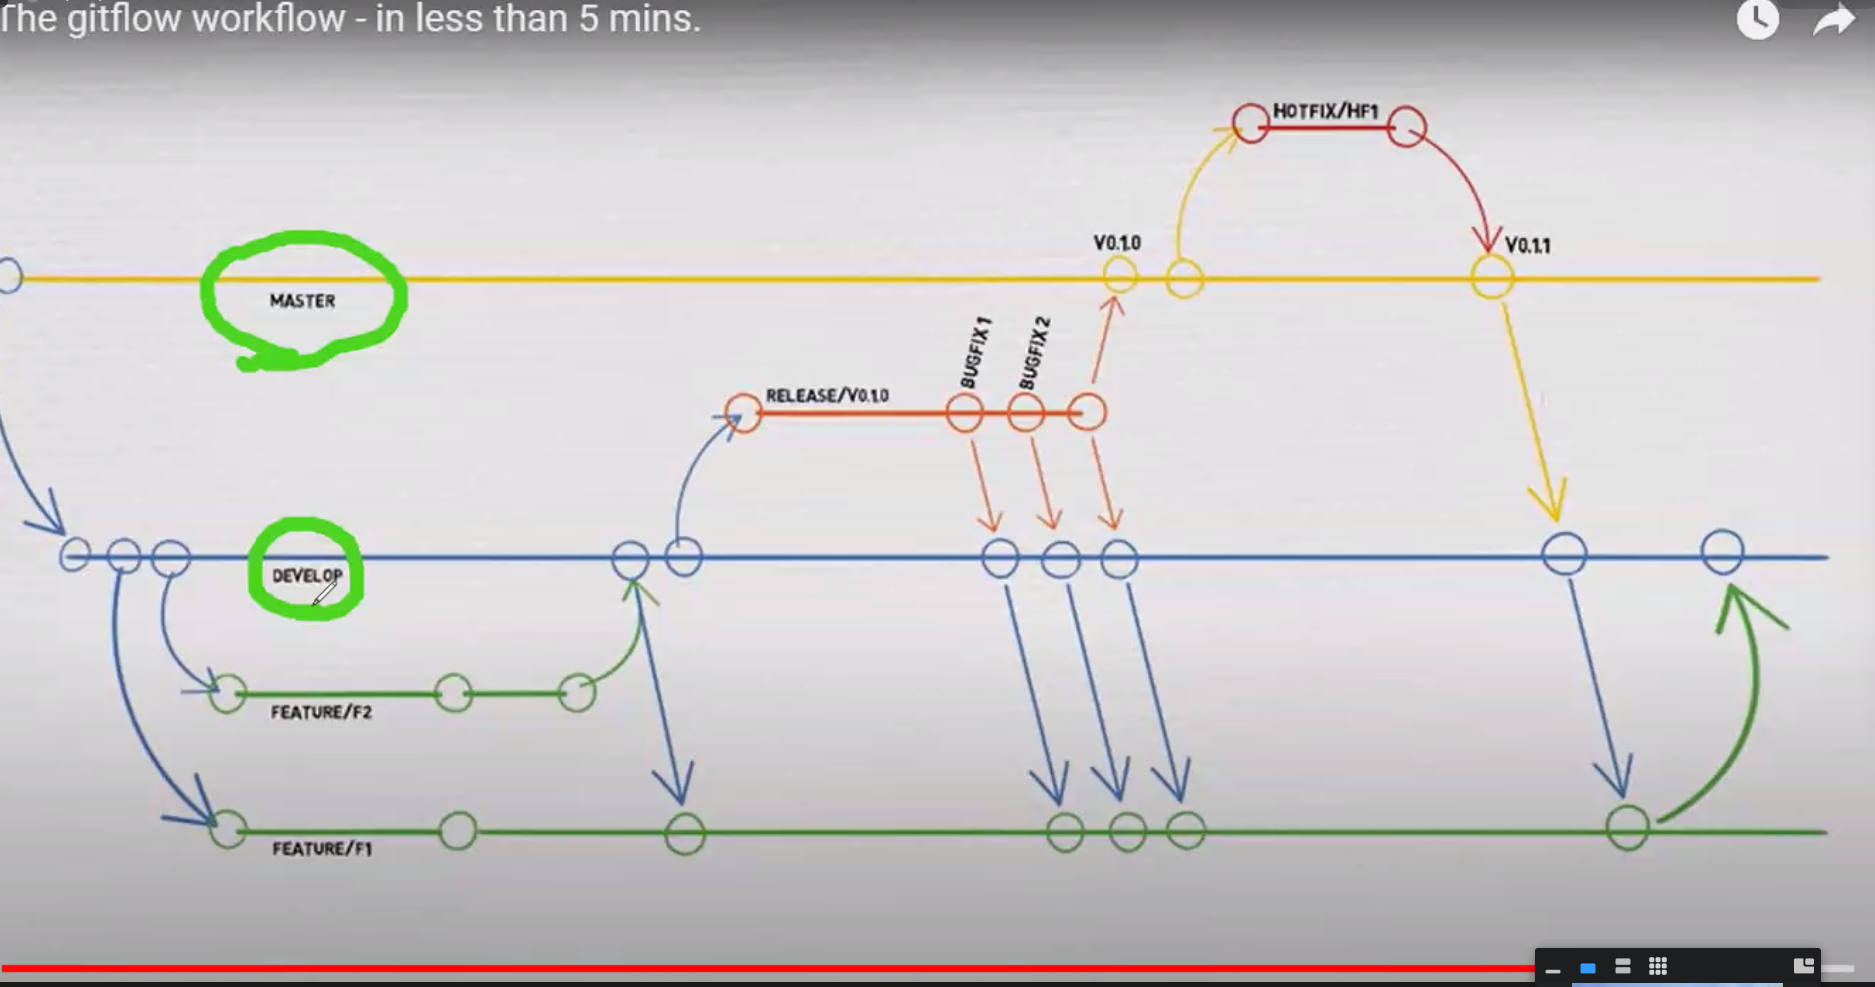 The gitflow workflow - in less than 5 mins.
HOTFIX/HF1
V0.1.0
V0.1.1
MASTER
BUGFIX 1
BUGFIX 2
RELEASE/V0.1.0
DEVELOP
FEATURE/F2
FEATURE/F1